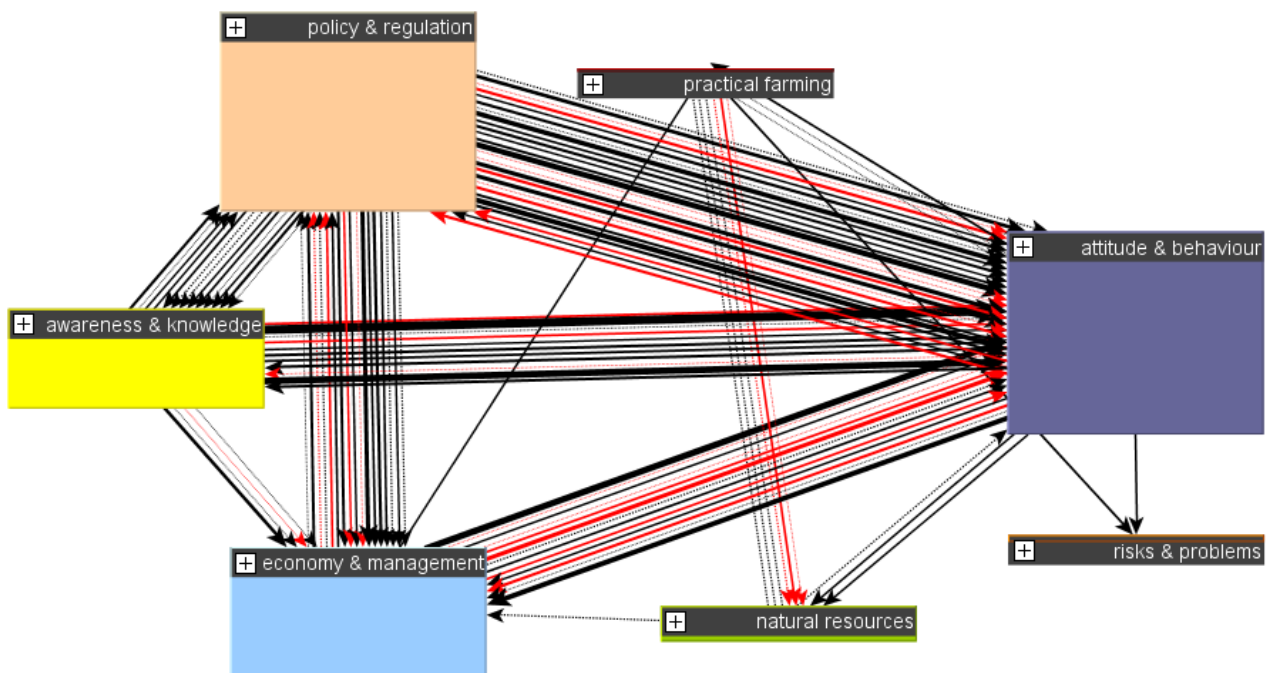 policy & regulation
practical farming
attitude & behaviour
awareness & knowledge
risks & problems
economy & management
natural resources